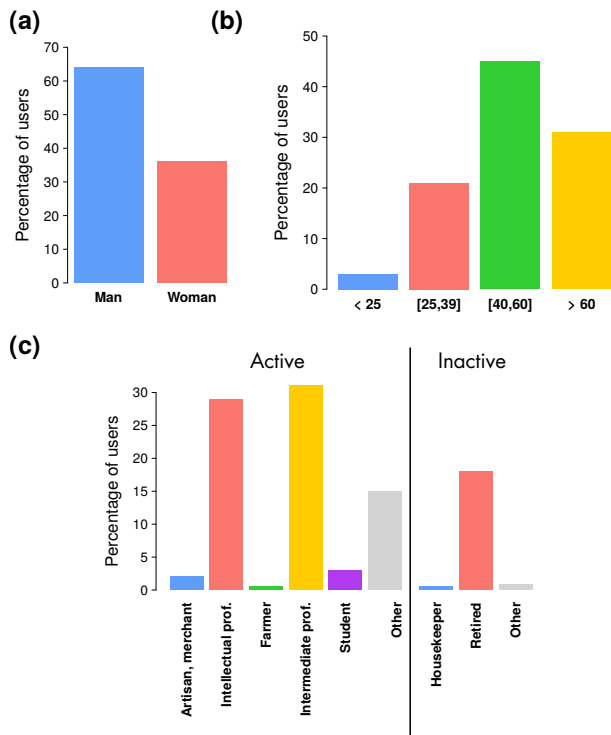 (a)
Percentage of users
70
60
50
40
30
20
10
0
Man Woman
(b)
Percentage of users
50
40
30
20
10
0
< 25 [25,39] [40,60] > 60
(c)
Active Inactive
Percentage of users
30
25
20
15
10
5
0
Artisan, merchant
Intellectual prof.
Farmer
Intermediate prof.
Student
Other
Housekeeper
Retired
Other